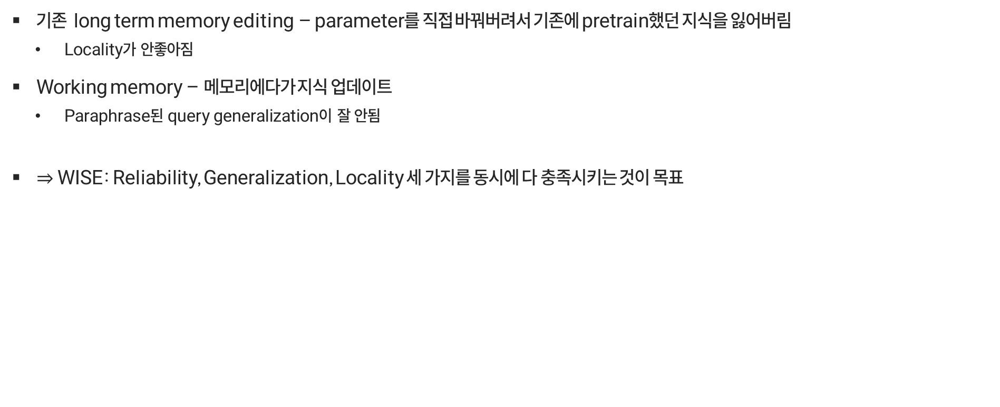 ▪ 기존 long term memory editing – parameter를 직접 바꿔버려서 기존에 pretrain했던 지식을 잃어버림
• Locality가 안좋아짐
▪ Working memory – 메모리에다가 지식 업데이트
• Paraphrase된 query generalization이 잘 안됨
▪ ⇒ WISE: Reliability, Generalization, Locality 세 가지를 동시에 다 충족시키는 것이 목표